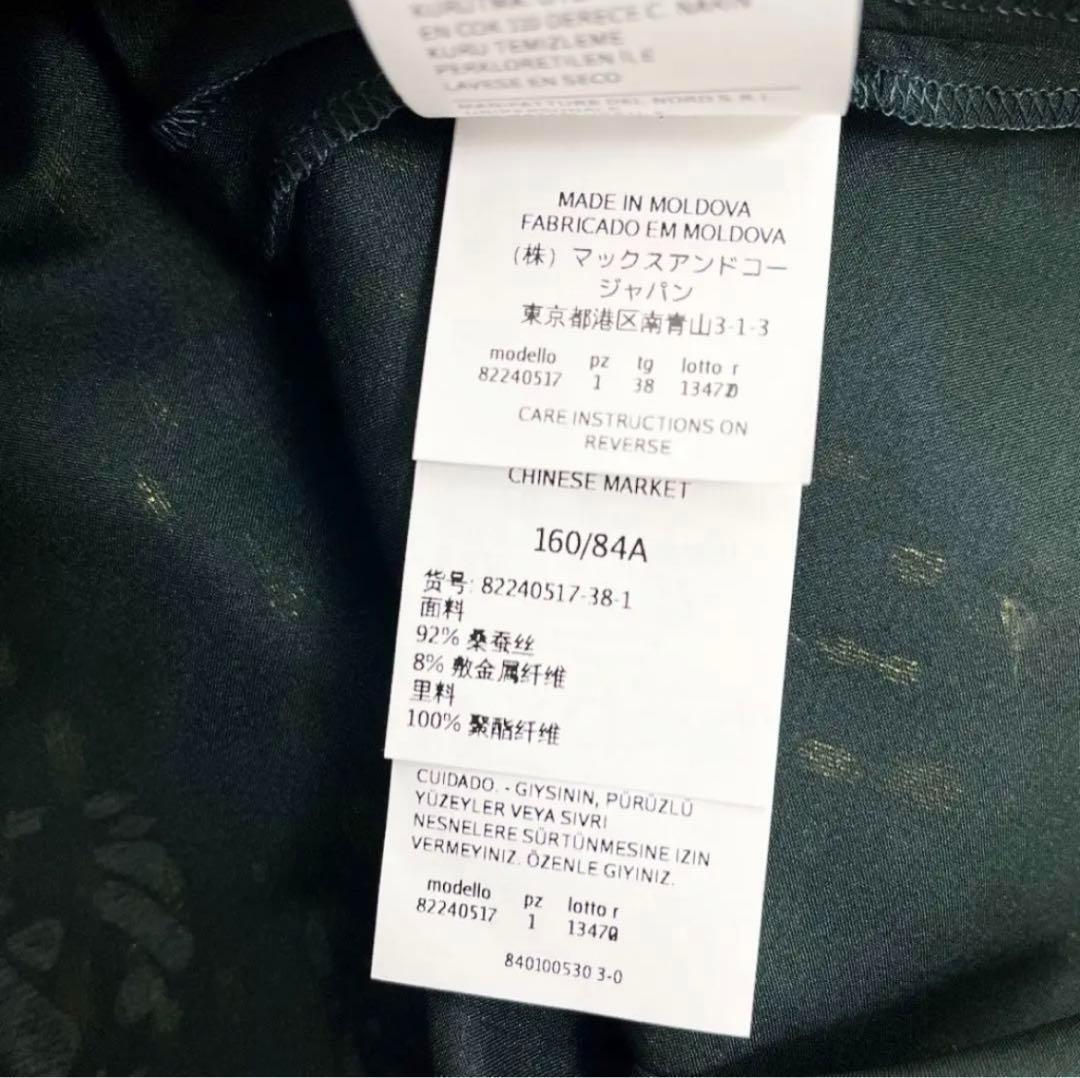 EN ÇOK 110 DERECE C. NARIN
KURU TEMIZLEME
PERKLORETILEN ILE
LAVESE EN SECO
MANIFATTURE DEL NORD S.R.L.
MADE IN MOLDOVA
FABRICADO EM MOLDOVA
(株) マックスアンドコー
ジャパン
東京都港区南青山3-1-3
modello pz tg lotto r
82240517 1 38
CARE INSTRUCTIONS ON
REVERSE
CHINESE MARKET
160/84A
货号: 82240517-38-1
面料
92% 桑蚕丝
8% 敷金属纤维
里料
100% 聚酯纤维
CUIDADO. - GIYSININ, PÜRÜZLÜ
YÜZEYLER VEYA SIVRI
NESNELERE SÜRTÜNMESINE IZIN
VERMEYINIZ. ÖZENLE GIYINIZ.
modello pz lotto r
82240517 1
840100530 3-0